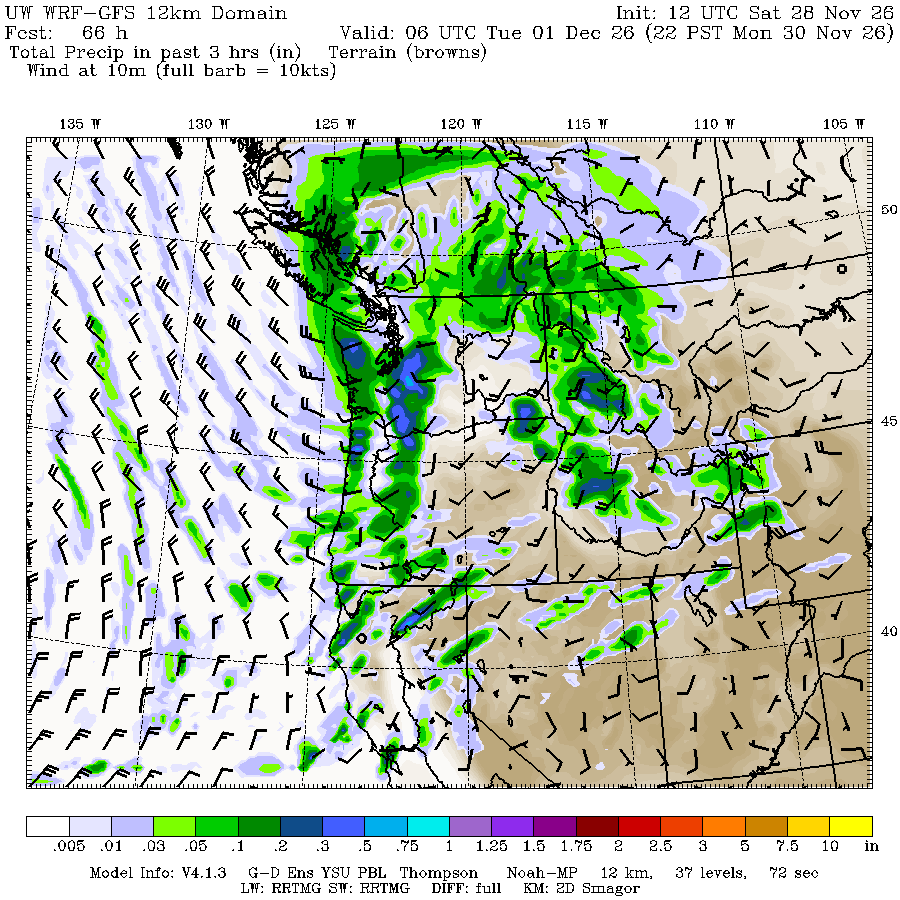 UW WRF-GFS 12km Domain Init: 12 UTC Sat 28 Nov 26
Fcst: 66 h Valid: 06 UTC Tue 01 Dec 26 (22 PST Mon 30 Nov 26)
Total Precip in past 3 hrs (in) Terrain (browns)
Wind at 10m (full barb = 10kts)
135 W 130 W 125 W 120 W 115 W 110 W 105 W
50
45
40
.005 .01 .03 .05 .1 .2 .3 .5 .75 1 1.25 1.5 1.75 2 2.5 3 5 7.5 10 in
Model Info: V4.1.3 G-D Ens YSU PBL Thompson Noah-MP 12 km, 37 levels, 72 sec
LW: RRTMG SW: RRTMG DIFF: full KM: 2D Smagor